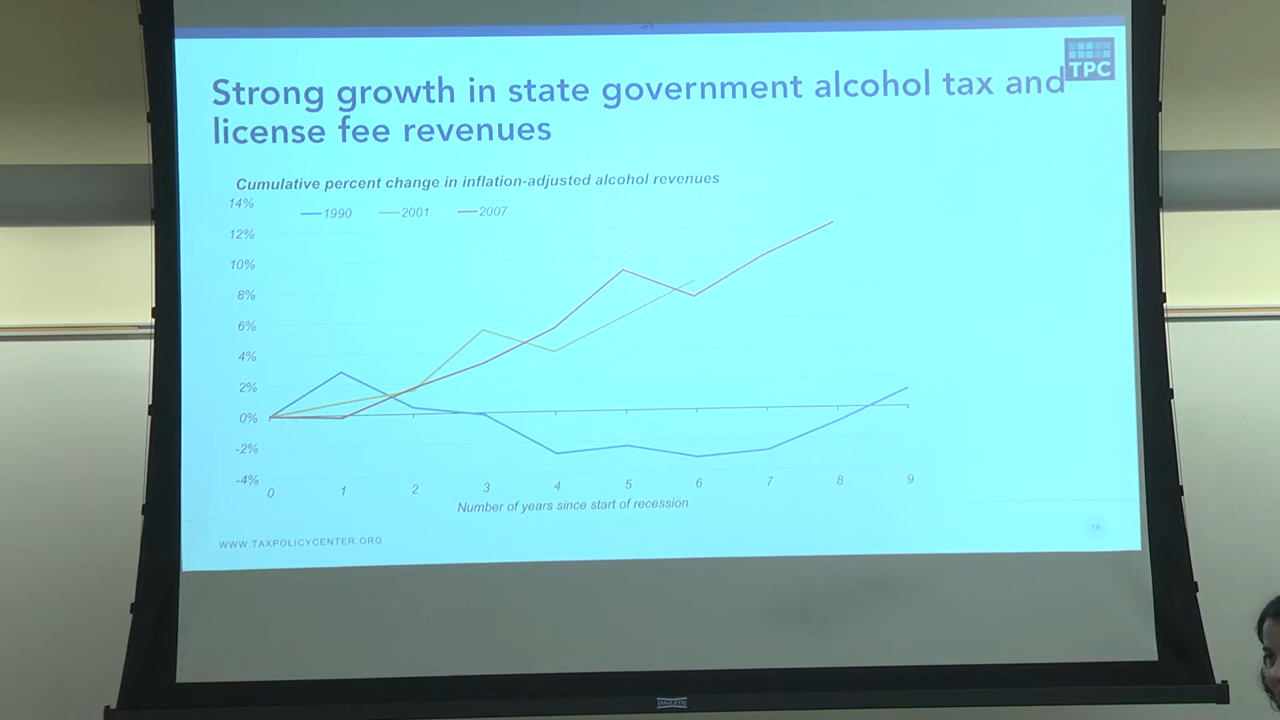 TPC
Strong growth in state government alcohol tax and
license fee revenues
Cumulative percent change in inflation-adjusted alcohol revenues
1990 2001 2007
14%
12%
10%
8%
6%
4%
2%
0%
-2%
-4%
0 1 2 3 4 5 6 7 8 9
Number of years since start of recession
WWW.TAXPOLICYCENTER.ORG
DA-LITE